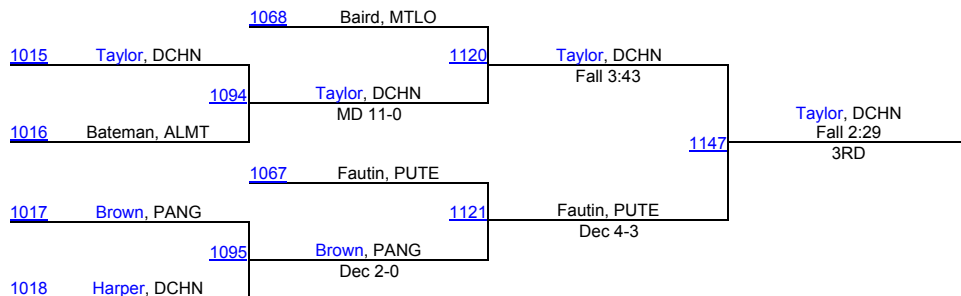 1068 Baird, MTLO
1015 Taylor, DCHN
1120 Taylor, DCHN
Fall 3:43
1094 Taylor, DCHN
MD 11-0
Taylor, DCHN
Fall 2:29
3RD
1016 Bateman, ALMT
1147
1067 Fautin, PUTE
1017 Brown, PANG
1121 Fautin, PUTE
Dec 4-3
1095 Brown, PANG
Dec 2-0
1018 Harper, DCHN